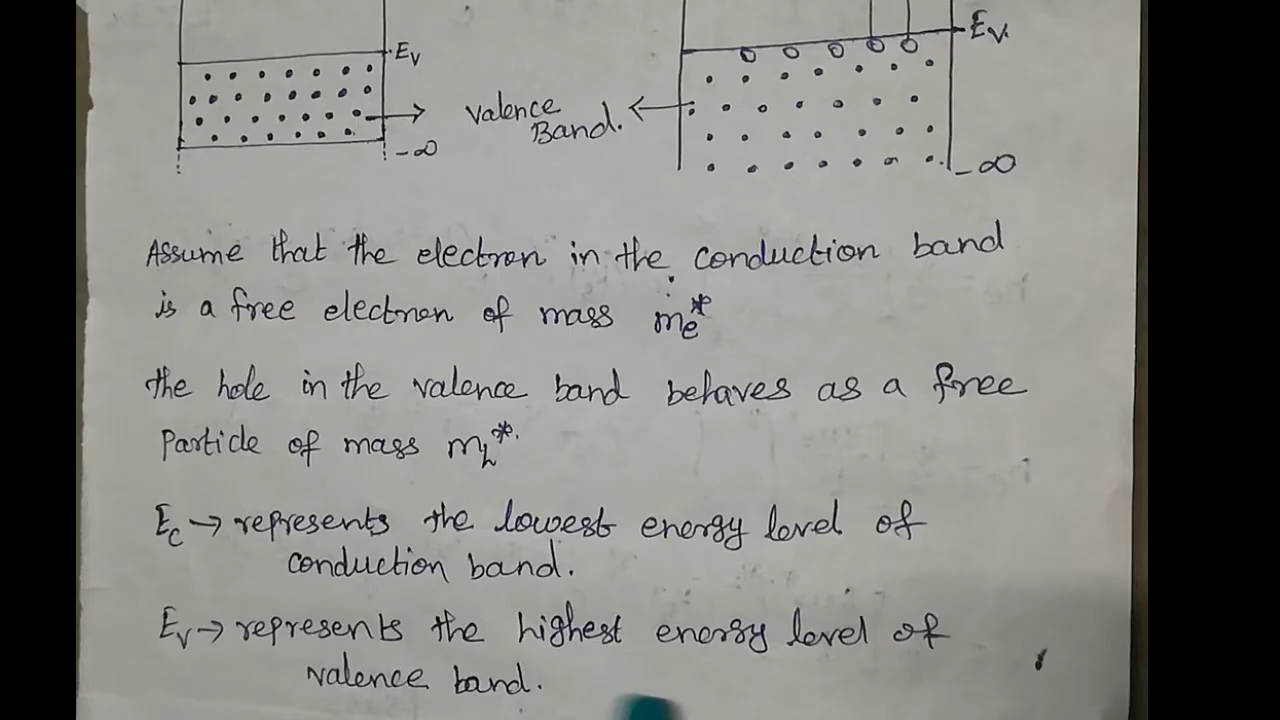 Ev
Ev.
valence
Band.
-∞
-∞
Assume that the electron in the conduction band
is a free electron of mass me*
the hole in the valence band behaves as a free
Particle of mass mh*.
Ec → represents the lowest energy level of
conduction band.
Ev → represents the highest energy level of
valence band.